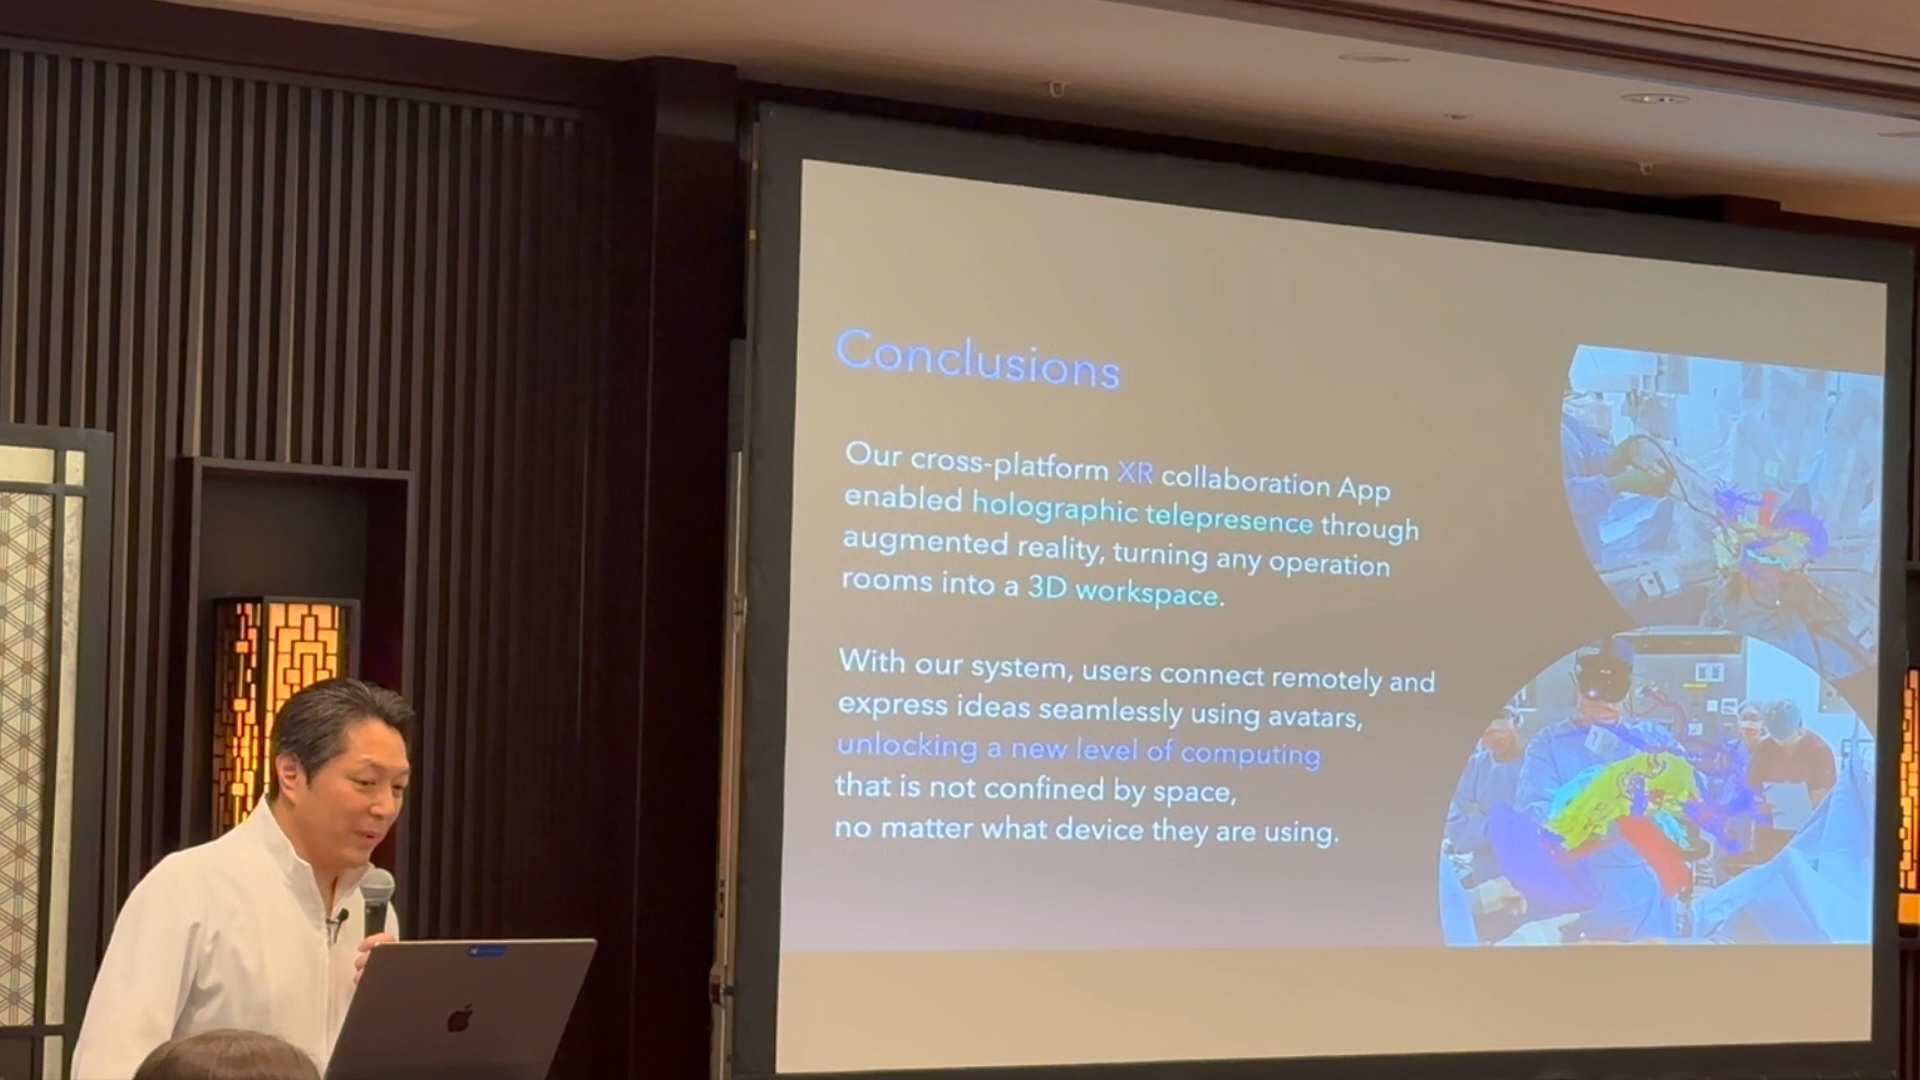 Conclusions
Our cross-platform XR collaboration App
enabled holographic telepresence through
augmented reality, turning any operation
rooms into a 3D workspace.
With our system, users connect remotely and
express ideas seamlessly using avatars,
unlocking a new level of computing
that is not confined by space,
no matter what device they are using.